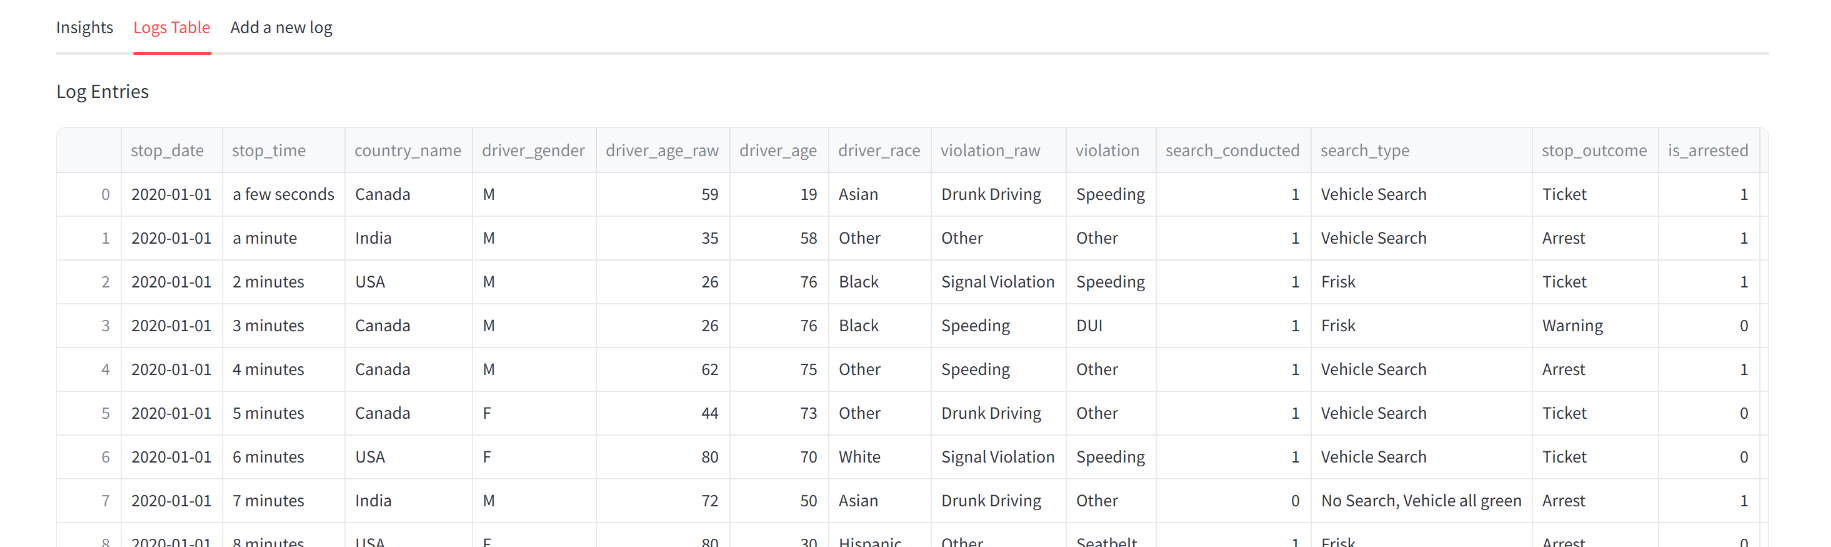 Insights Logs Table Add a new log
Log Entries
stop_date stop_time country_name driver_gender driver_age_raw driver_age driver_race violation_raw violation search_conducted search_type stop_outcome is_arrested
0 2020-01-01 a few seconds Canada M 59 19 Asian Drunk Driving Speeding 1 Vehicle Search Ticket 1
1 2020-01-01 a minute India M 35 58 Other Other Other 1 Vehicle Search Arrest 1
2 2020-01-01 2 minutes USA M 26 76 Black Signal Violation Speeding 1 Frisk Ticket 1
3 2020-01-01 3 minutes Canada M 26 76 Black Speeding DUI 1 Frisk Warning 0
4 2020-01-01 4 minutes Canada M 62 75 Other Speeding Other 1 Vehicle Search Arrest 1
5 2020-01-01 5 minutes Canada F 44 73 Other Drunk Driving Other 1 Vehicle Search Ticket 0
6 2020-01-01 6 minutes USA F 80 70 White Signal Violation Speeding 1 Vehicle Search Ticket 0
7 2020-01-01 7 minutes India M 72 50 Asian Drunk Driving Other 0 No Search, Vehicle all green Arrest 1
8 2020-01-01 8 minutes USA F 80 30 Hispanic Other Seatbelt 1 Frisk Arrest 0